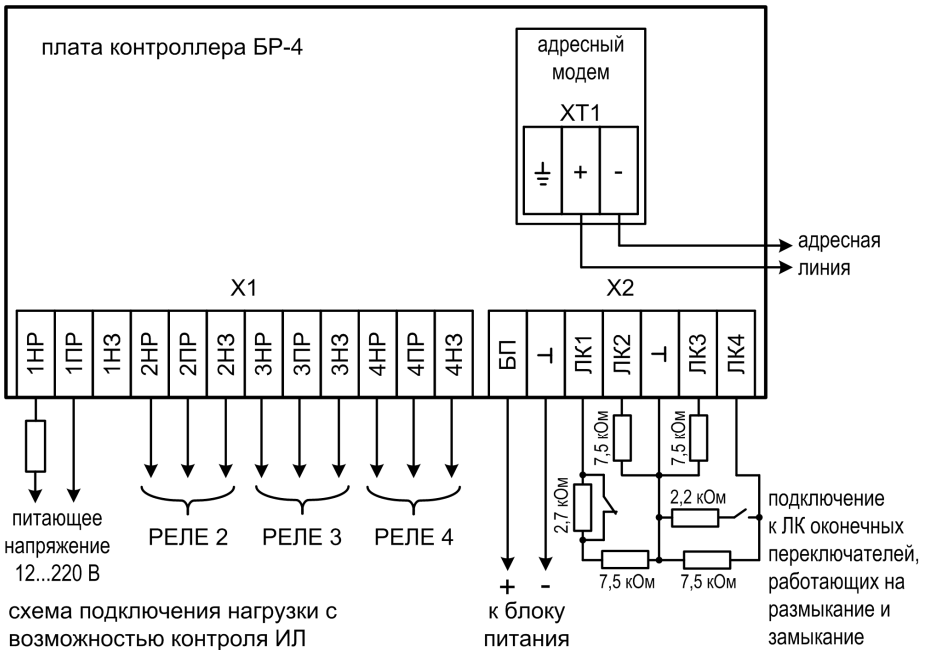 плата контроллера БР-4
адресный
модем
XT1
+ -
адресная
линия
X1
X2
1НР 1ПР 1НЗ 2НР 2ПР 2НЗ 3НР 3ПР 3НЗ 4НР 4ПР 4НЗ
БП ⊥ ЛК1 ЛК2 ⊥ ЛК3 ЛК4
7,5 кОм
7,5 кОм
2,7 кОм
2,2 кОм
7,5 кОм
7,5 кОм
питающее
напряжение
12...220 В
РЕЛЕ 2
РЕЛЕ 3
РЕЛЕ 4
+ -
к блоку
питания
подключение
к ЛК оконечных
переключателей,
работающих на
размыкание и
замыкание
схема подключения нагрузки с
возможностью контроля ИЛ